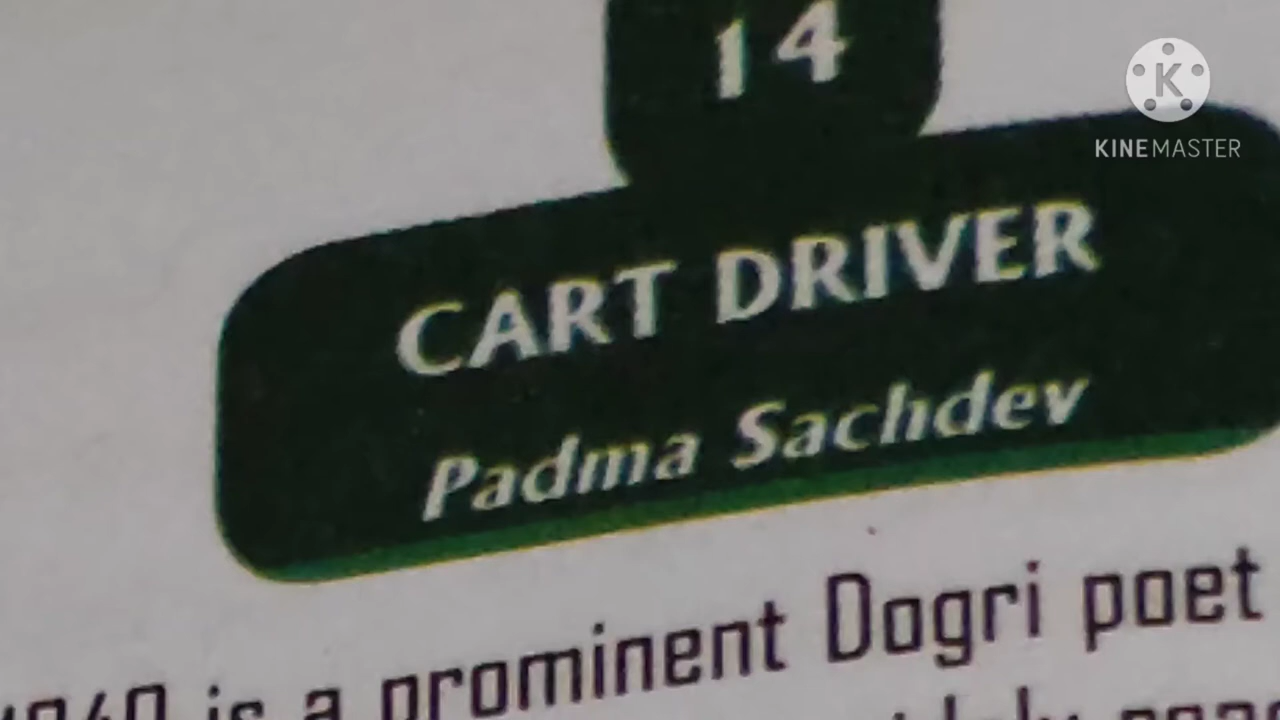 14
KINEMASTER
CART DRIVER
Padma Sachdev
is a prominent Dogri poet